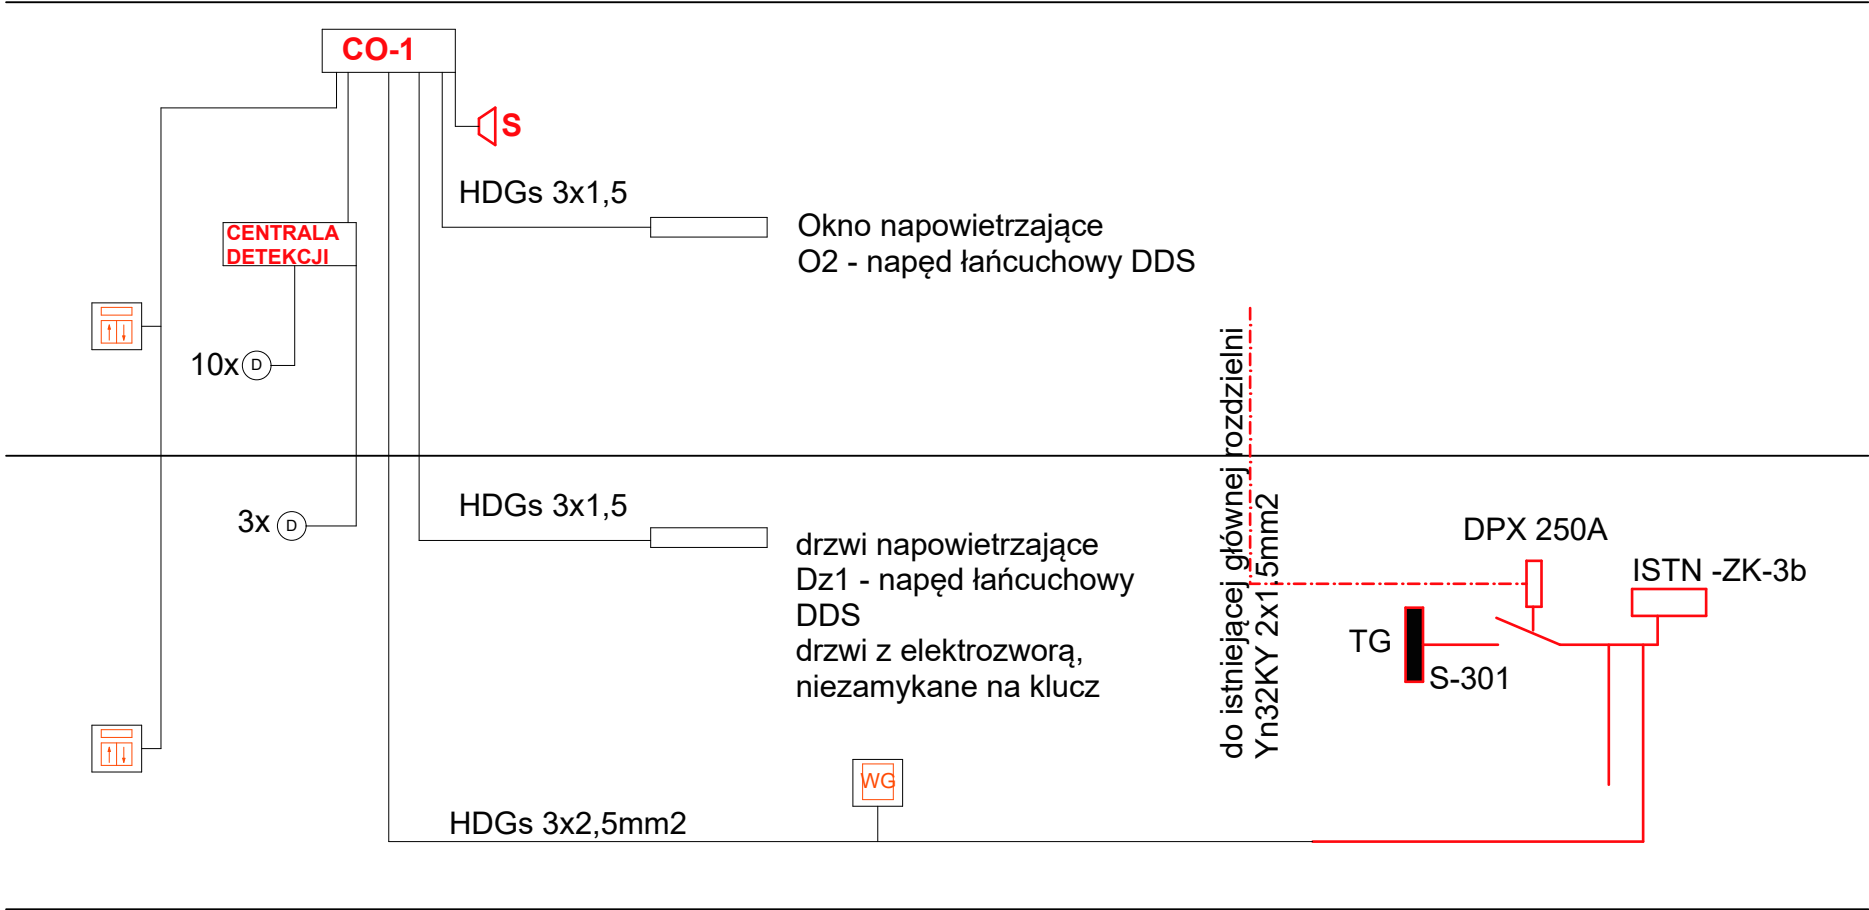 CO-1
S
HDGs 3x1,5
CENTRALA
DETEKCJI
Okno napowietrzające
O2 - napęd łańcuchowy DDS
10x D
do istniejącej głównej rozdzielni
Yn32KY 2x1,5mm2
3x D
HDGs 3x1,5
drzwi napowietrzające
Dz1 - napęd łańcuchowy
DDS
drzwi z elektrozworą,
niezamykane na klucz
DPX 250A
ISTN -ZK-3b
TG
S-301
WG
HDGs 3x2,5mm2